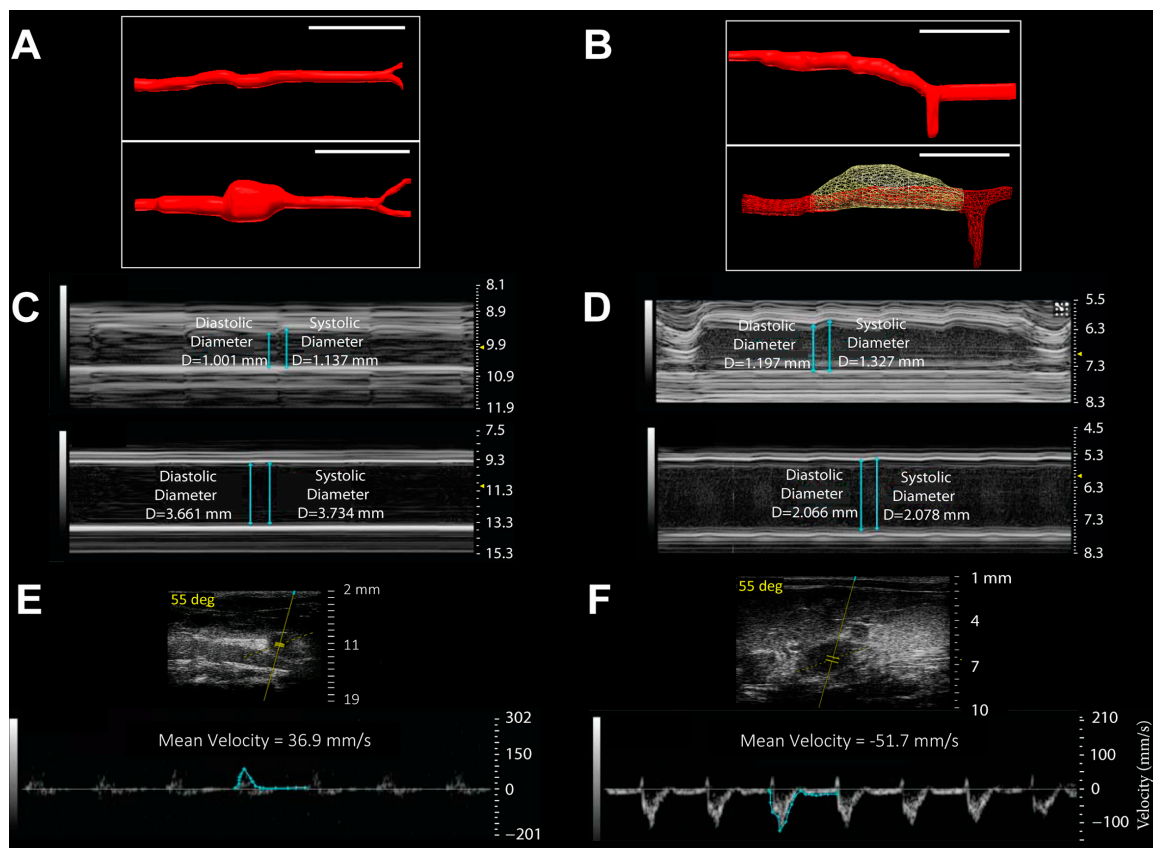 A
B
C
Diastolic
Diameter
D=1.001 mm
Systolic
Diameter
D=1.137 mm
8.1
8.9
9.9
10.9
11.9
Diastolic
Diameter
D=3.661 mm
Systolic
Diameter
D=3.734 mm
7.5
9.3
11.3
13.3
15.3
D
Diastolic
Diameter
D=1.197 mm
Systolic
Diameter
D=1.327 mm
5.5
6.3
7.3
8.3
Diastolic
Diameter
D=2.066 mm
Systolic
Diameter
D=2.078 mm
4.5
5.3
6.3
7.3
8.3
E
55 deg
2 mm
11
19
Mean Velocity = 36.9 mm/s
302
150
0
−201
F
55 deg
1 mm
4
7
10
Mean Velocity = -51.7 mm/s
210
100
0
−100
Velocity (mm/s)